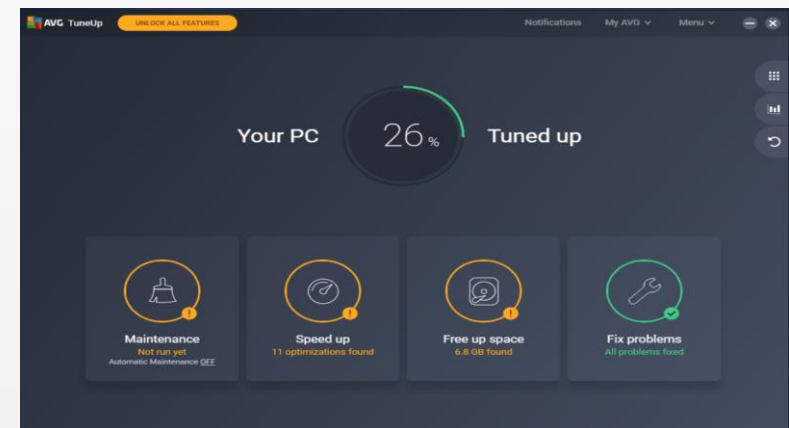 AVG TuneUp
UNLOCK ALL FEATURES
Notifications
My AVG
Menu
Your PC
26 %
Tuned up
Maintenance
Not run yet
Automatic Maintenance OFF
Speed up
11 optimizations found
Free up space
6.8 GB found
Fix problems
All problems fixed